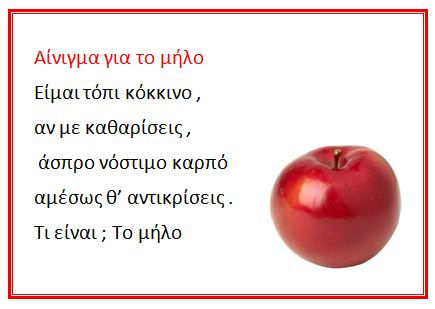 Αίνιγμα για το μήλο
Είμαι τόπι κόκκινο ,
αν με καθαρίσεις ,
άσπρο νόστιμο καρπό
αμέσως θ’ αντικρίσεις .
Τι είναι ; Το μήλο